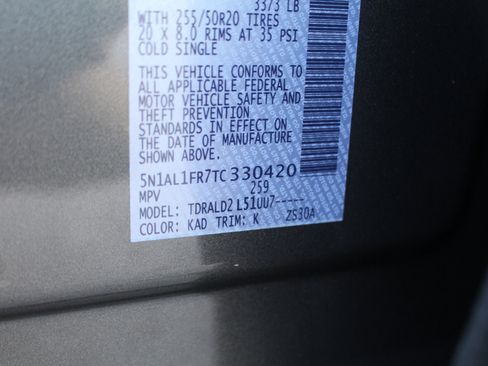 3373 LB
WITH 255/50R20 TIRES
20 X 8.0 RIMS AT 35 PSI
COLD SINGLE
THIS VEHICLE CONFORMS TO
ALL APPLICABLE FEDERAL
MOTOR VEHICLE SAFETY AND
THEFT PREVENTION
STANDARDS IN EFFECT ON
THE DATE OF MANUFACTURE
SHOWN ABOVE.
5N1AL1FR7TC330420
MPV 259
MODEL: TDRALD2 L51UU7-----
COLOR: KAD TRIM: K ZS30A